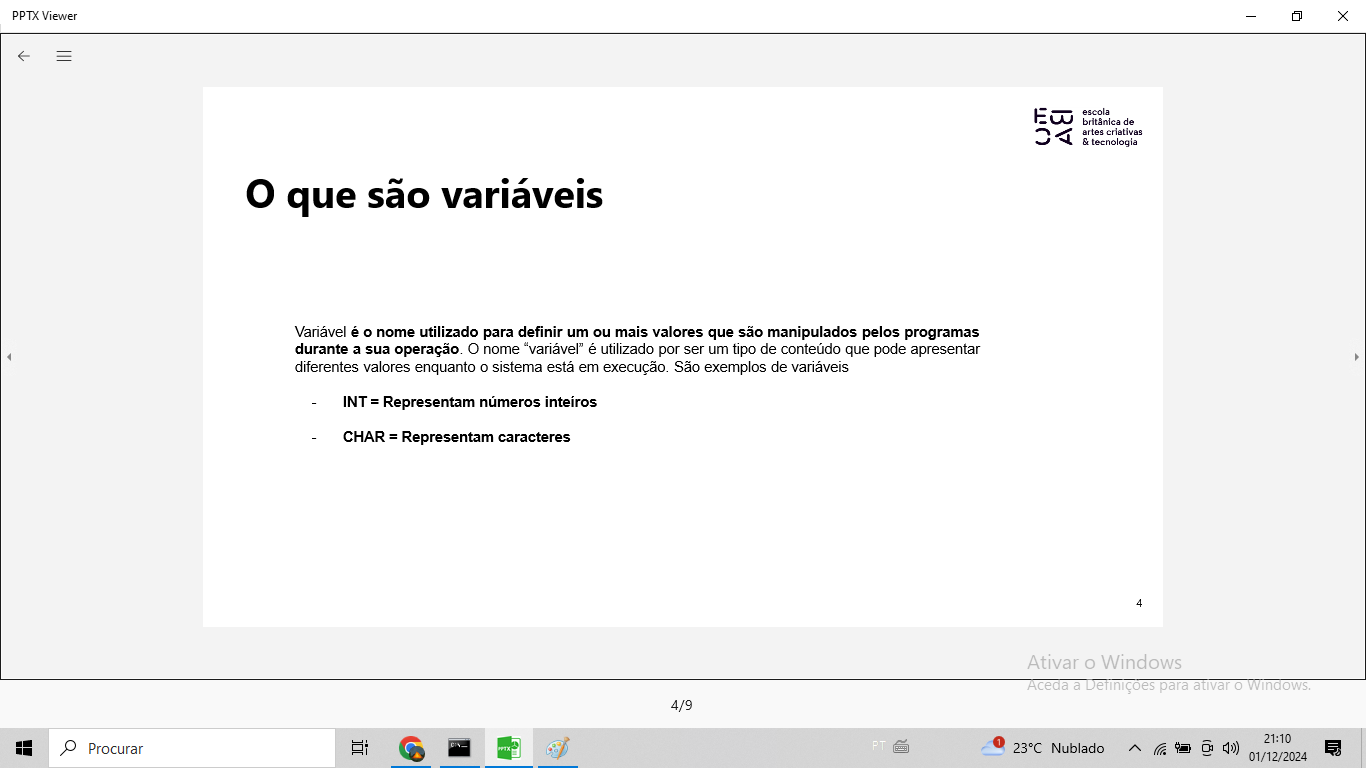 PPTX Viewer
escola
britânica de
artes criativas
& tecnologia
O que são variáveis
Variável é o nome utilizado para definir um ou mais valores que são manipulados pelos programas
durante a sua operação. O nome “variável” é utilizado por ser um tipo de conteúdo que pode apresentar
diferentes valores enquanto o sistema está em execução. São exemplos de variáveis
- INT = Representam números inteíros
- CHAR = Representam caracteres
4
Ativar o Windows
Aceda a Definições para ativar o Windows.
4/9
Procurar
PPTX
PT
1
23°C Nublado
21:10
01/12/2024